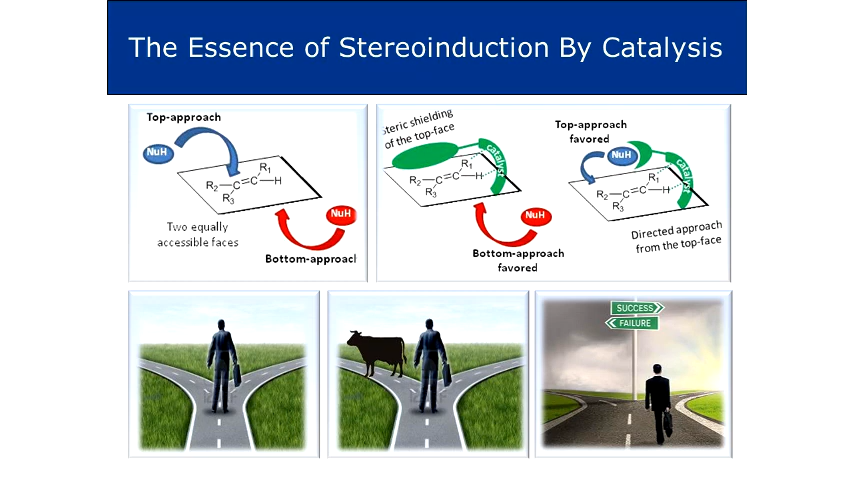 The Essence of Stereoinduction By Catalysis
Top-approach
NuH
R1
R2—C=C—H
R3
NuH
Two equally
accessible faces
Bottom-approach
steric shielding
of the top-face
catalyst
R1
R2—C=C—H
R3
NuH
Bottom-approach
favored
Top-approach
favored
NuH
catalyst
R1
R2—C=C—H
R3
Directed approach
from the top-face
SUCCESS
FAILURE